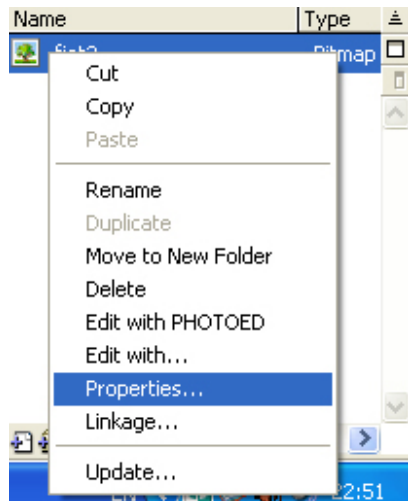 Name Type
Bitmap
Cut
Copy
Paste
Rename
Duplicate
Move to New Folder
Delete
Edit with PHOTOED
Edit with...
Properties...
Linkage...
Update...
EN 22:51